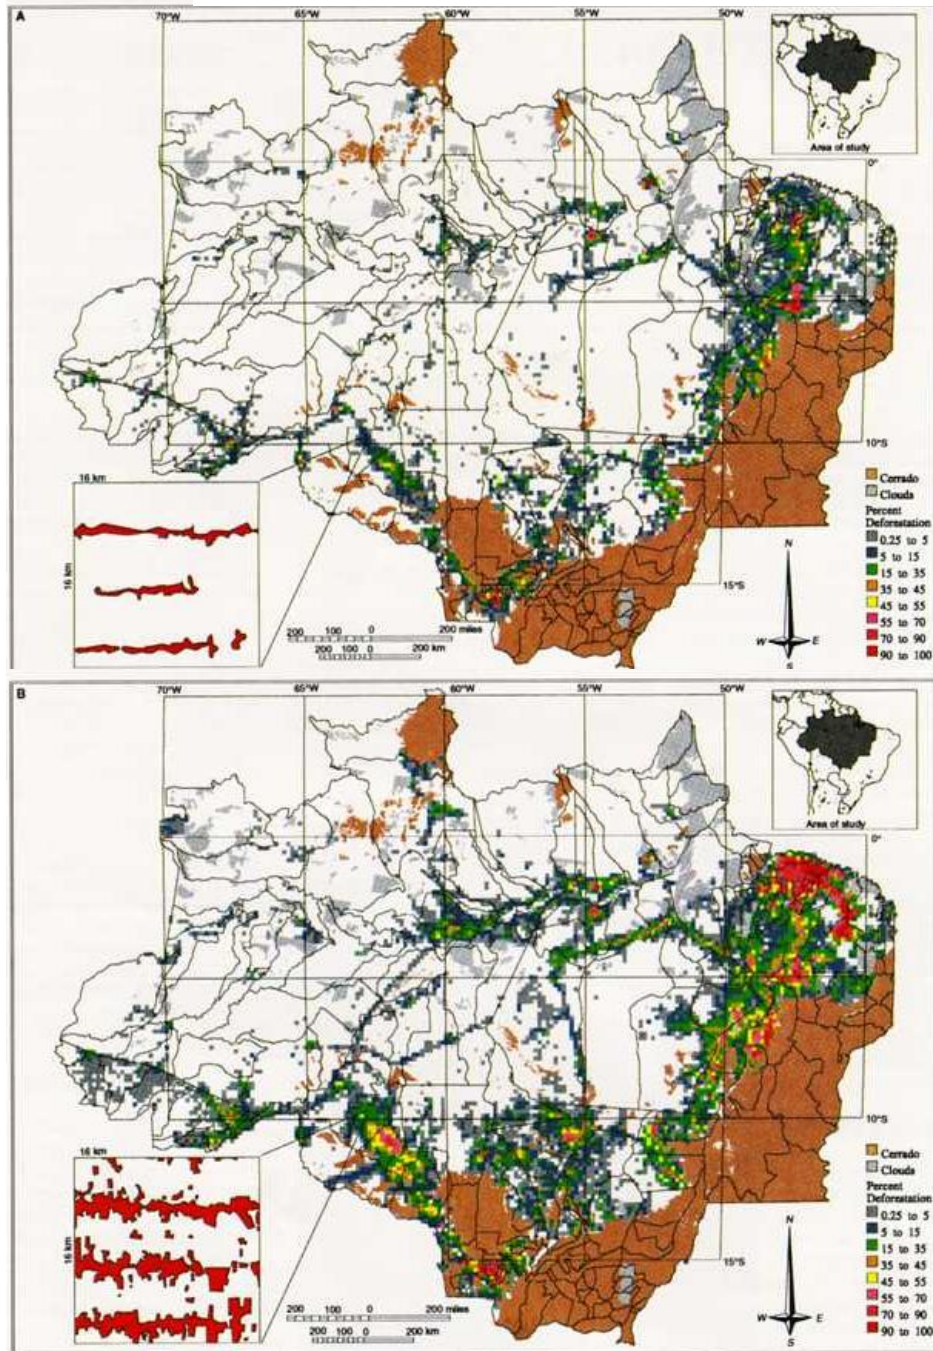 A
70°W 65°W 60°W 55°W 50°W
Area of study
0°
10°S
16 km
16 km
Cerrado
Clouds
Percent
Deforestation
0.25 to 5
5 to 15
15 to 35
35 to 45
45 to 55
55 to 70
70 to 90
90 to 100
N
W E
S
15°S
200 100 0 200 miles
200 100 0 200 km
B
70°W 65°W 60°W 55°W 50°W
Area of study
0°
10°S
16 km
16 km
Cerrado
Clouds
Percent
Deforestation
0.25 to 5
5 to 15
15 to 35
35 to 45
45 to 55
55 to 70
70 to 90
90 to 100
N
W E
S
15°S
200 100 0 200 miles
200 100 0 200 km